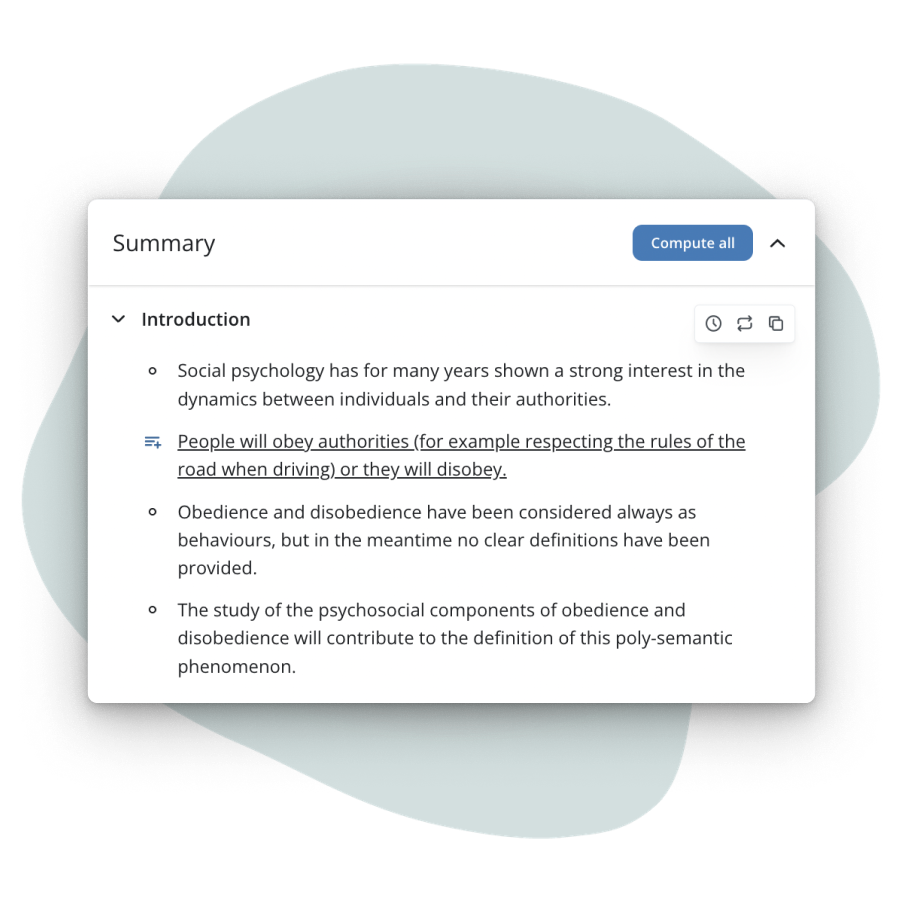 Summary
Compute all
Introduction
Social psychology has for many years shown a strong interest in the
dynamics between individuals and their authorities.
People will obey authorities (for example respecting the rules of the
road when driving) or they will disobey.
Obedience and disobedience have been considered always as
behaviours, but in the meantime no clear definitions have been
provided.
The study of the psychosocial components of obedience and
disobedience will contribute to the definition of this poly-semantic
phenomenon.